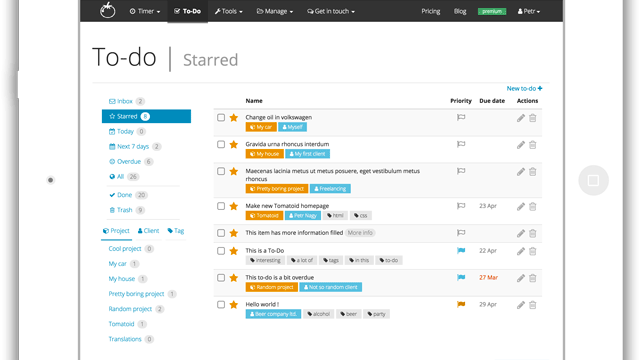 Timer To-Do Tools Manage Get in touch Pricing Blog premium Petr
To-do | Starred
New to-do +
Inbox 2
Starred 8
Today 0
Next 7 days 2
Overdue 6
All 26
Done 20
Trash 9
Project Client Tag
Cool project 0
My car 1
My house 1
Pretty boring project 1
Random project 2
Tomatoid 1
Translations 0
Name Priority Due date Actions
Change oil in volkswagen
My car Myself
Gravida urna rhoncus interdum
My house My first client
Maecenas lacinia metus ut metus posuere, eget vestibulum metus
rhoncus
Pretty boring project Freelancing
Make new Tomatoid homepage 23 Apr
Tomatoid Petr Nagy html css
This item has more information filled More info
This is a To-Do 22 Apr
interesting a lot of tags in this to-do
This to-do is a bit overdue 27 Mar
Random project Not so random client
Hello world ! 29 Apr
Beer company ltd. alcohol beer party